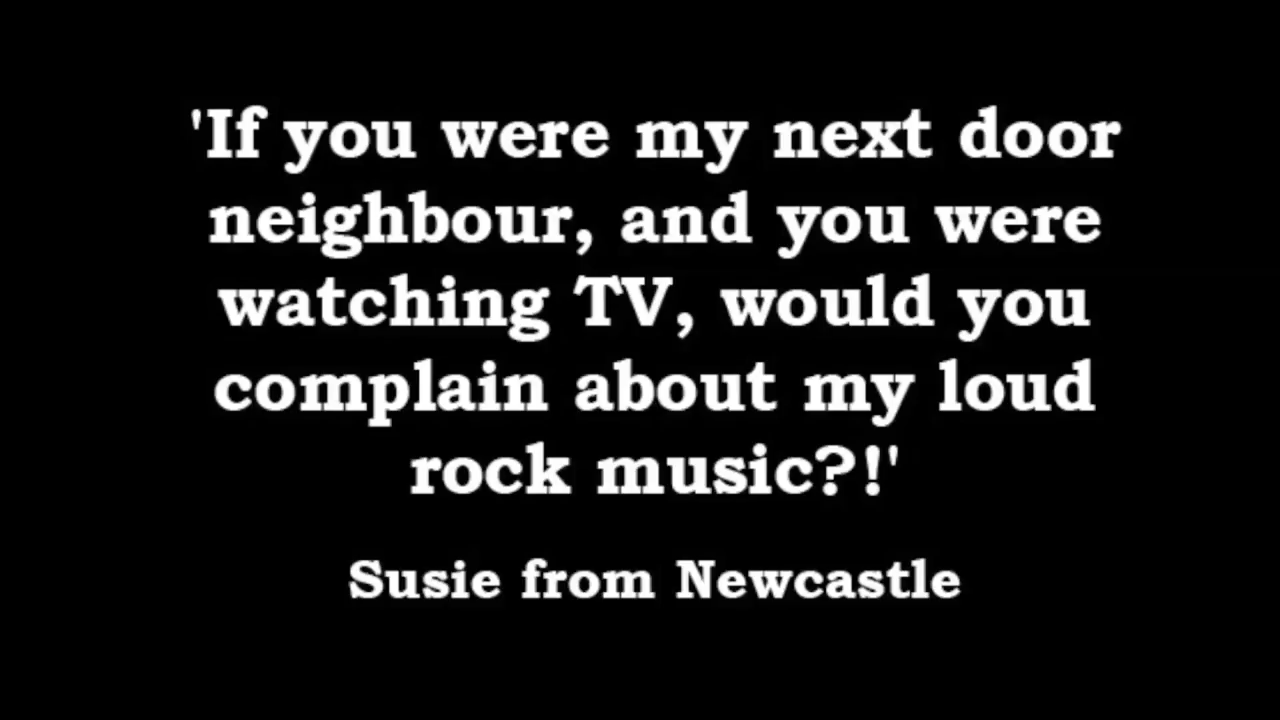 'If you were my next door
neighbour, and you were
watching TV, would you
complain about my loud
rock music?!'
Susie from Newcastle